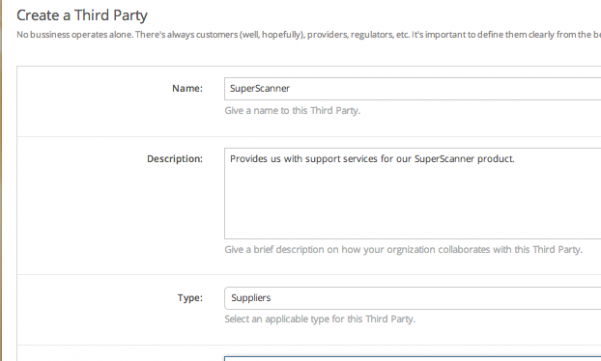 Create a Third Party
No bussiness operates alone. There's always customers (well, hopefully), providers, regulators, etc. It's important to define them clearly from the
Name: SuperScanner
Give a name to this Third Party.
Description: Provides us with support services for our SuperScanner product.
Give a brief description on how your orgnization collaborates with this Third Party.
Type: Suppliers
Select an applicable type for this Third Party.